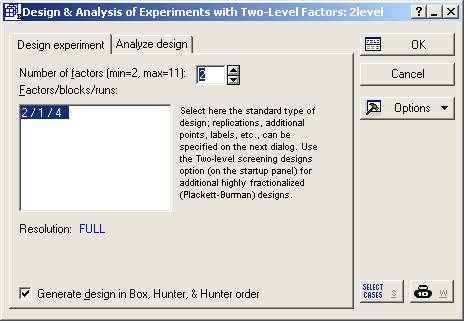 Design & Analysis of Experiments with Two-Level Factors: 2level
Design experiment
Analyze design
OK
Number of factors (min=2, max=11): 2
Cancel
Factors/blocks/runs:
2 / 1 / 4
Options
Select here the standard type of
design; replications, additional
points, labels, etc., can be
specified on the next dialog. Use
the Two-level screening designs
option (on the startup panel) for
additional highly fractionalized
(Plackett-Burman) designs.
Resolution: FULL
SELECT
CASES S
W
Generate design in Box, Hunter, & Hunter order